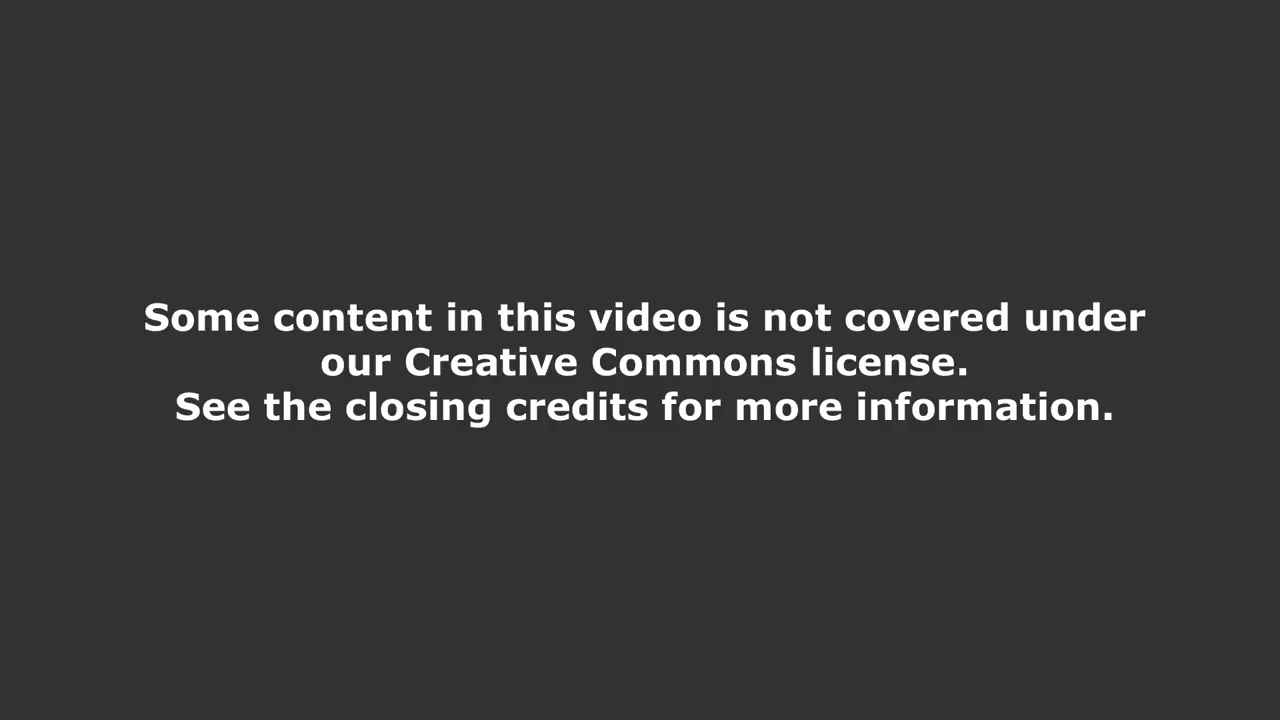 Some content in this video is not covered under
our Creative Commons license.
See the closing credits for more information.